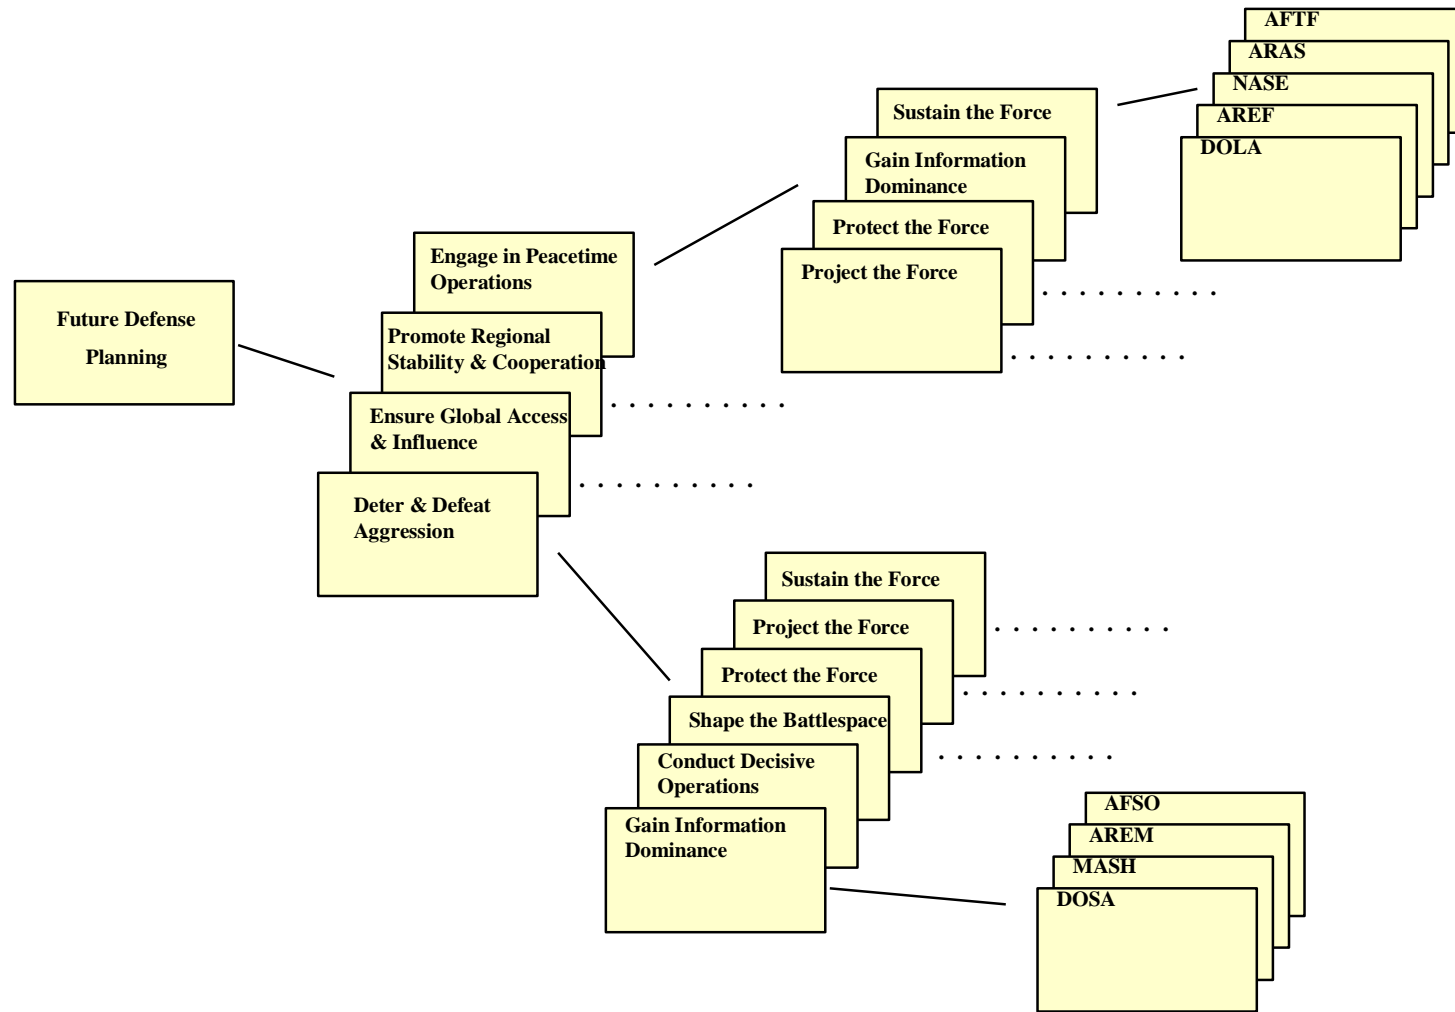 Future Defense
Planning
Engage in Peacetime
Operations
Promote Regional
Stability & Cooperation
Ensure Global Access
& Influence
Deter & Defeat
Aggression
Sustain the Force
Gain Information
Dominance
Protect the Force
Project the Force
AFTF
ARAS
NASE
AREF
DOLA
Sustain the Force
Project the Force
Protect the Force
Shape the Battlespace
Conduct Decisive
Operations
Gain Information
Dominance
AFSO
AREM
MASH
DOSA